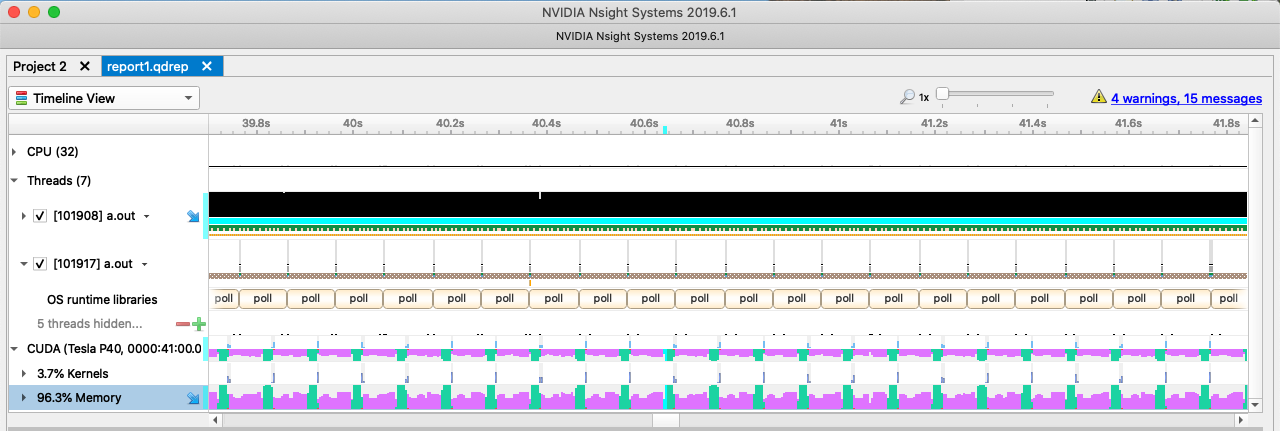 NVIDIA Nsight Systems 2019.6.1
NVIDIA Nsight Systems 2019.6.1
Project 2 report1.qdrep
Timeline View 1x 4 warnings, 15 messages
39.8s 40s 40.2s 40.4s 40.6s 40.8s 41s 41.2s 41.4s 41.6s 41.8s
CPU (32)
Threads (7)
[101908] a.out
[101917] a.out
OS runtime libraries poll poll poll poll poll poll poll poll poll poll poll poll poll poll poll poll poll poll poll poll poll poll
5 threads hidden...
CUDA (Tesla P40, 0000:41:00.0
3.7% Kernels
96.3% Memory